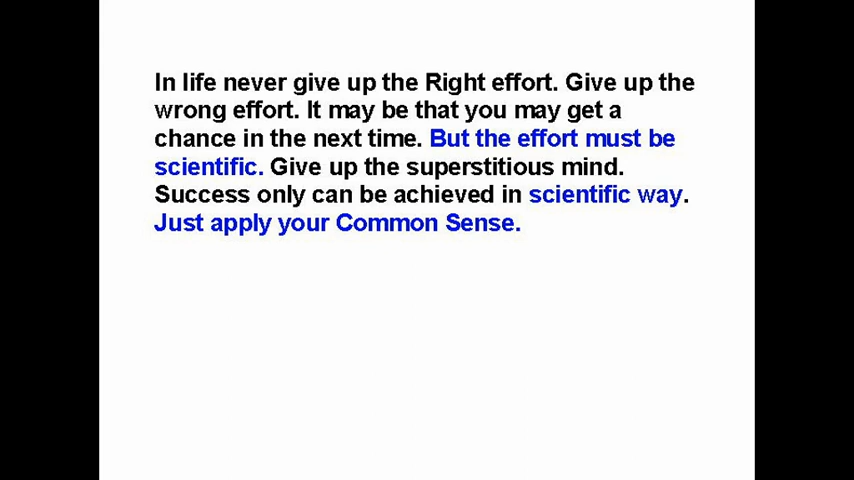 In life never give up the Right effort. Give up the
wrong effort. It may be that you may get a
chance in the next time. But the effort must be
scientific. Give up the superstitious mind.
Success only can be achieved in scientific way.
Just apply your Common Sense.